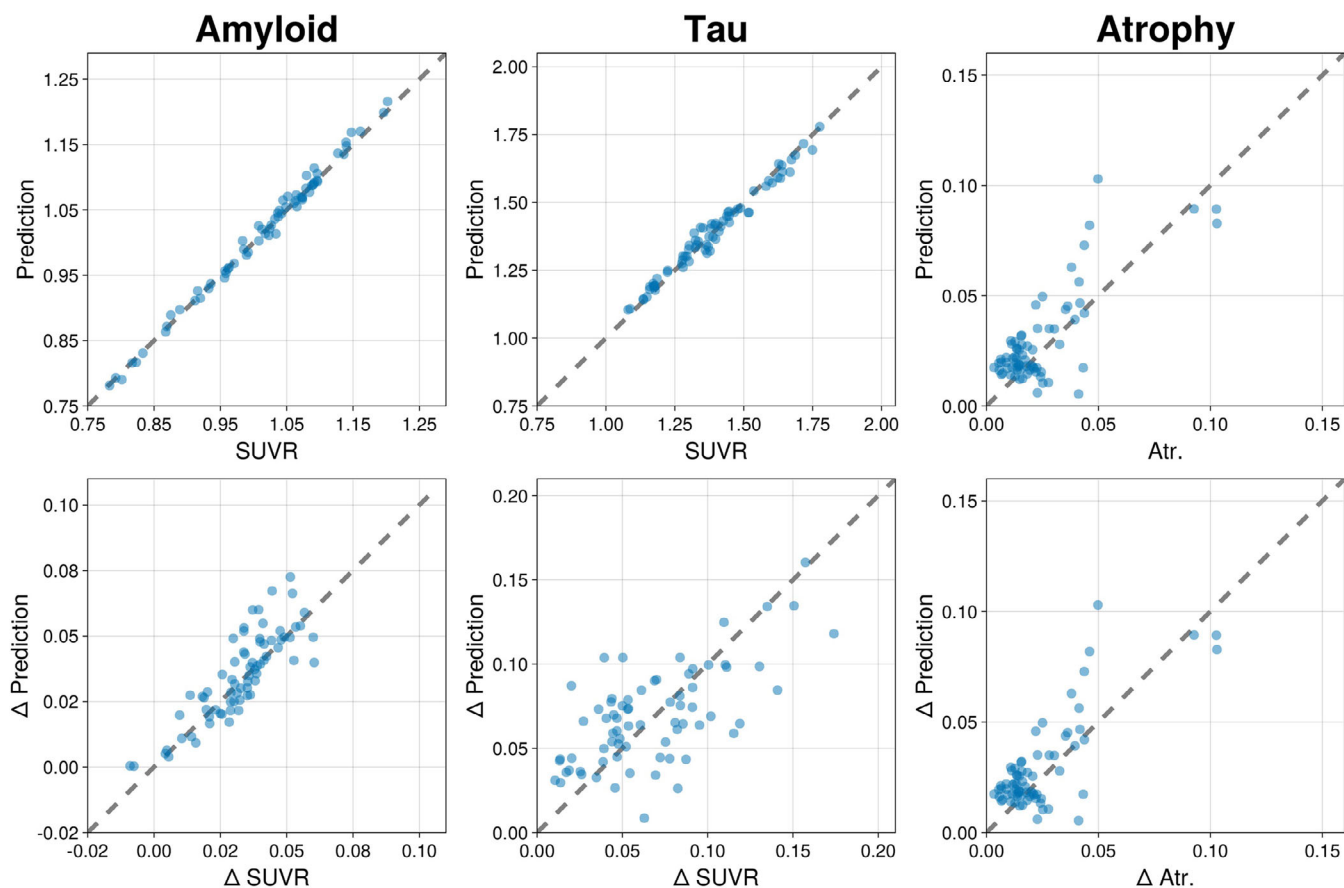 Amyloid Tau Atrophy
Prediction
1.25
1.15
1.05
0.95
0.85
0.75
0.75 0.85 0.95 1.05 1.15 1.25
SUVR
Prediction
2.00
1.75
1.50
1.25
1.00
0.75
0.75 1.00 1.25 1.50 1.75 2.00
SUVR
Prediction
0.15
0.10
0.05
0.00
0.00 0.05 0.10 0.15
Atr.
Δ Prediction
0.10
0.08
0.05
0.02
0.00
-0.02
-0.02 0.00 0.02 0.05 0.08 0.10
Δ SUVR
Δ Prediction
0.20
0.15
0.10
0.05
0.00
0.00 0.05 0.10 0.15 0.20
Δ SUVR
Δ Prediction
0.15
0.10
0.05
0.00
0.00 0.05 0.10 0.15
Δ Atr.